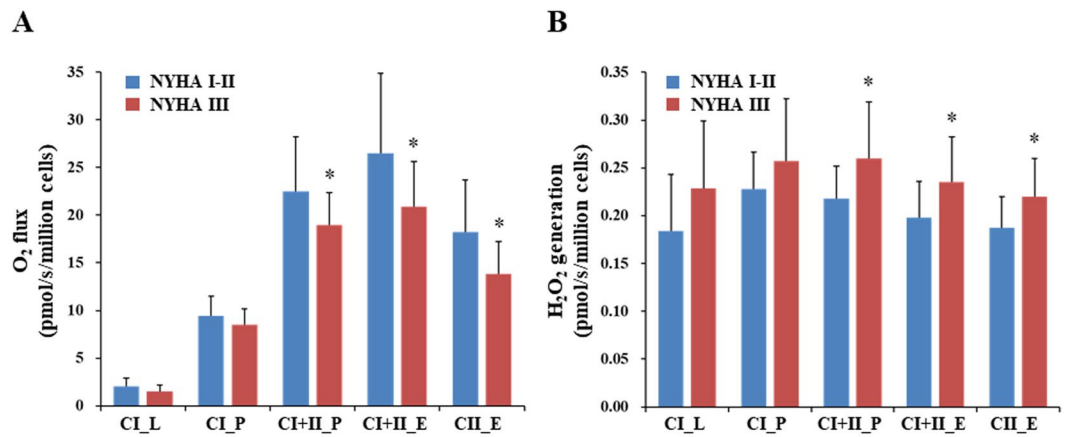 A
O₂ flux
(pmol/s/million cells)
35
30
25
20
15
10
5
0
NYHA I-II
NYHA III
*
*
*
CI_L CI_P CI+II_P CI+II_E CII_E
B
H₂O₂ generation
(pmol/s/million cells)
0.35
0.30
0.25
0.20
0.15
0.10
0.05
0.00
NYHA I-II
NYHA III
*
*
*
CI_L CI_P CI+II_P CI+II_E CII_E